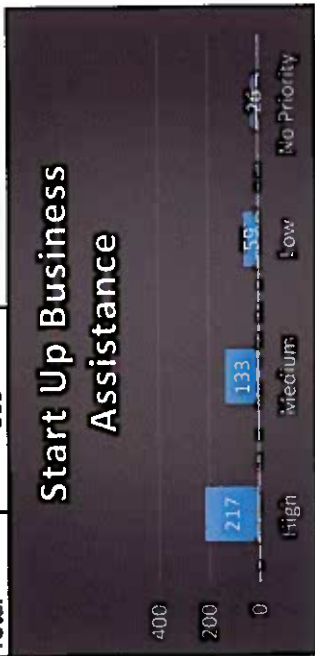 Start Up Business
Assistance
400
200
0
217
133
59
26
High
Medium
Low
No Priority